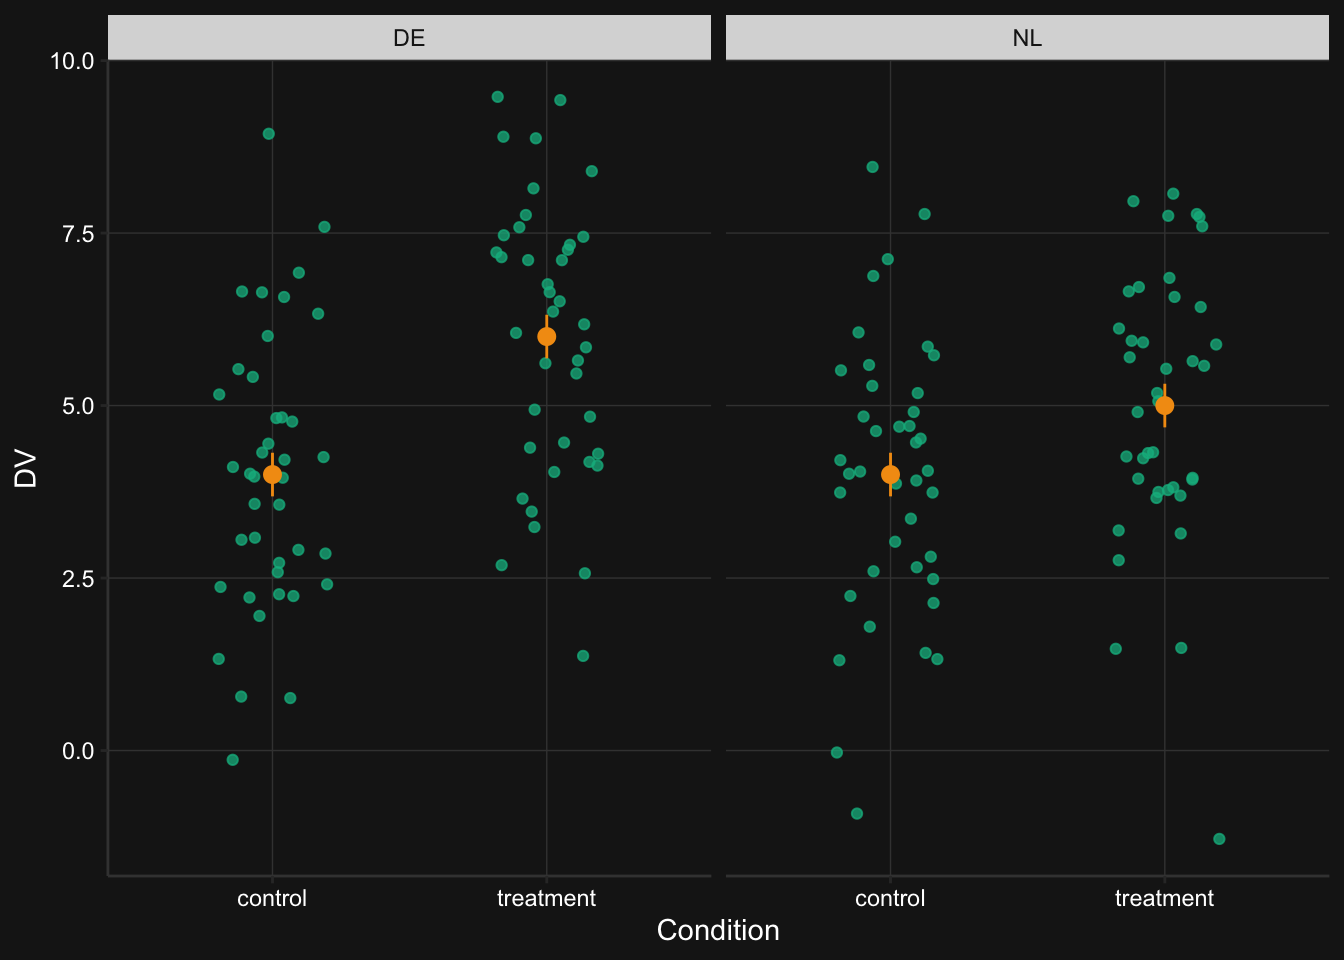 DE
NL
10.0
7.5
5.0
2.5
0.0
DV
control
treatment
control
treatment
Condition